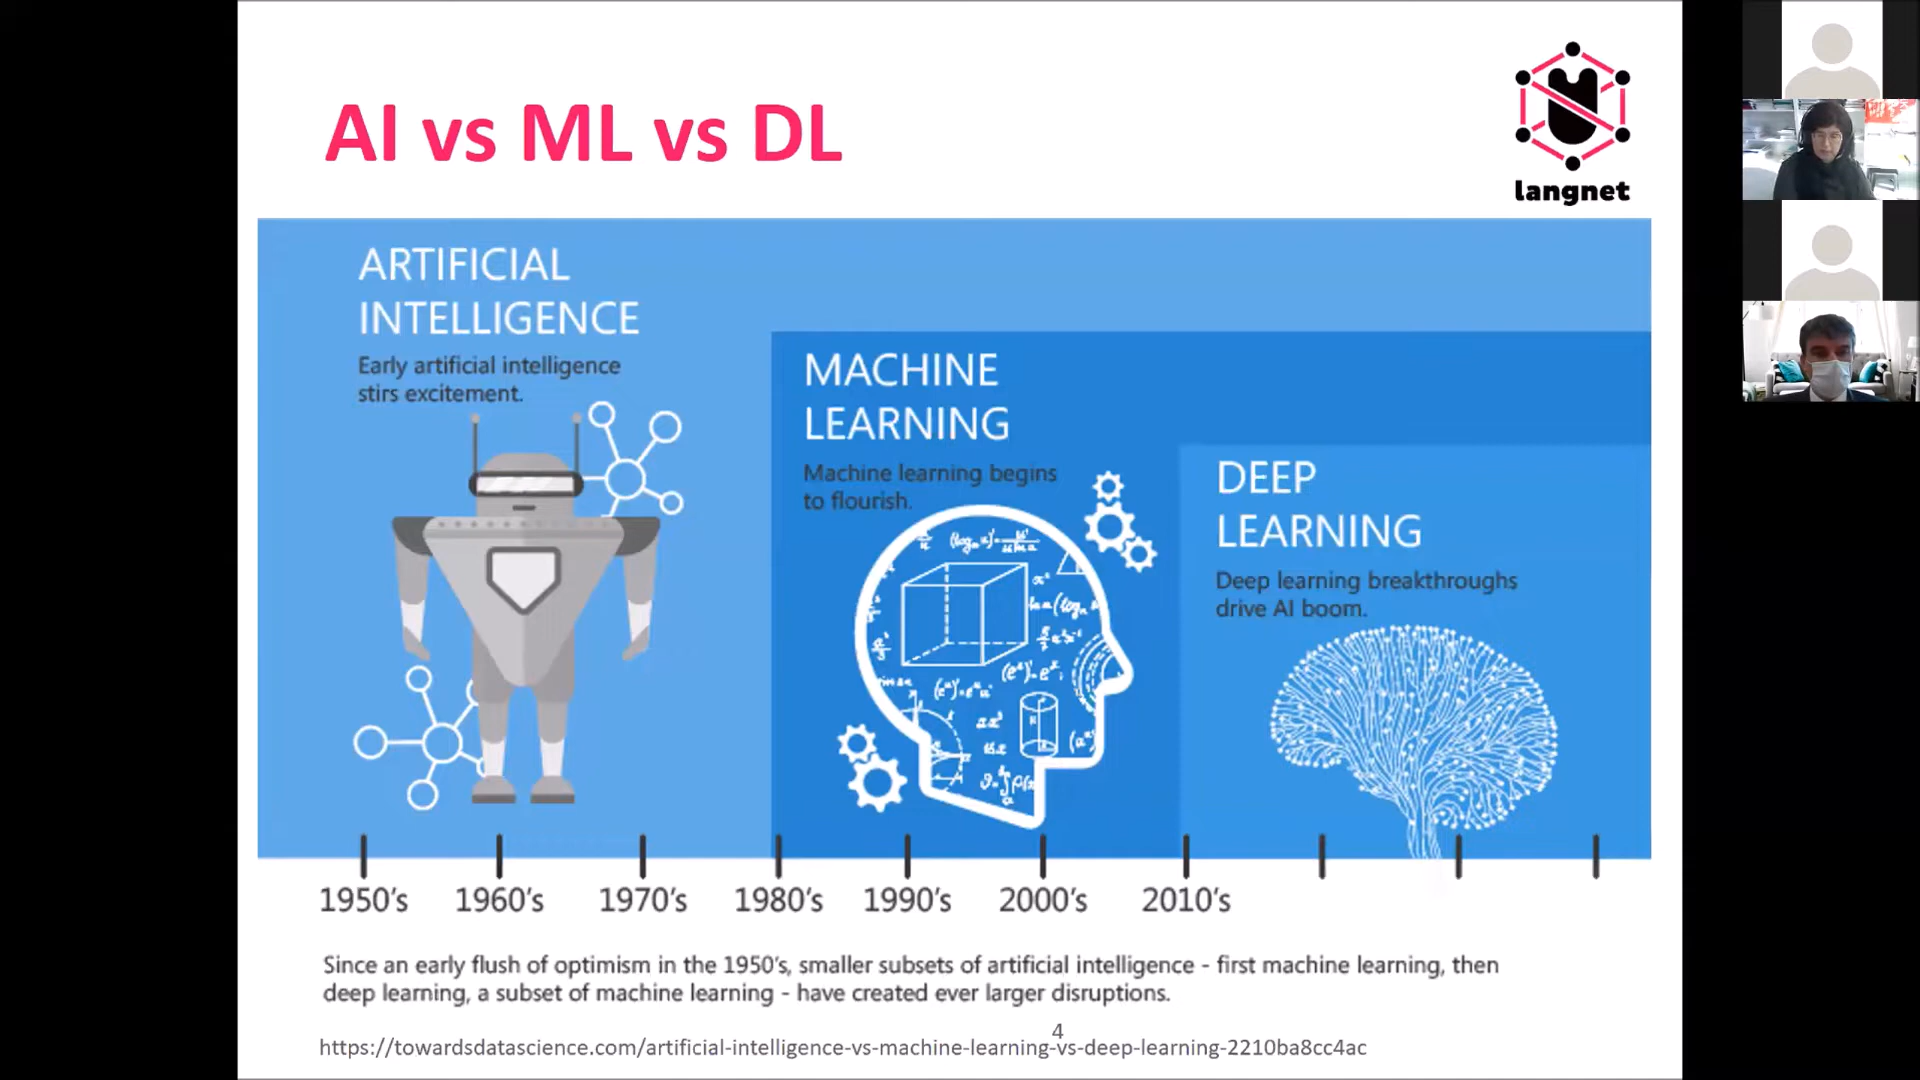 AI vs ML vs DL
langnet
ARTIFICIAL
INTELLIGENCE
Early artificial intelligence
stirs excitement.
MACHINE
LEARNING
Machine learning begins
to flourish.
DEEP
LEARNING
Deep learning breakthroughs
drive AI boom.
1950's 1960's 1970's 1980's 1990's 2000's 2010's
Since an early flush of optimism in the 1950's, smaller subsets of artificial intelligence - first machine learning, then
deep learning, a subset of machine learning - have created ever larger disruptions.
4
https://towardsdatascience.com/artificial-intelligence-vs-machine-learning-vs-deep-learning-2210ba8cc4ac